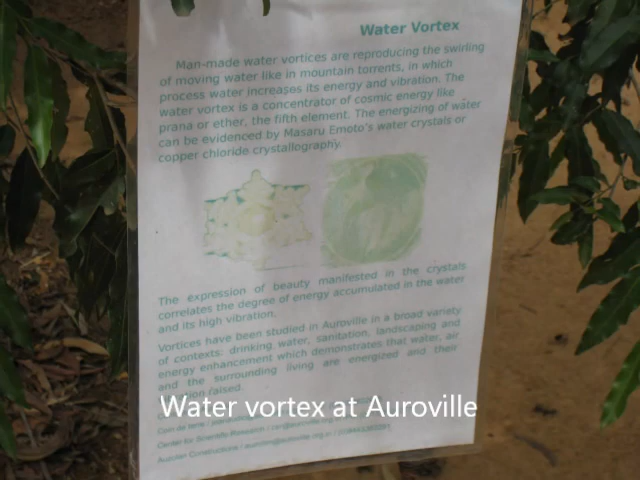 Water Vortex
Man-made water vortices are reproducing the swirling
of moving water like in mountain torrents, in which
process water increases its energy and vibration. The
water vortex is a concentrator of cosmic energy like
prana or ether, the fifth element. The energizing of water
can be evidenced by Masaru Emoto's water crystals or
copper chloride crystallography.
The expression of beauty manifested in the crystals
correlates the degree of energy accumulated in the water
and its high vibration.
Vortices have been studied in Auroville in a broad variety
of contexts: drinking water, sanitation, landscaping and
energy enhancement which demonstrates that water, air
and the surrounding living are energized and their
raised.
Water vortex at Auroville
Center for Scientific Research /
Constructions /